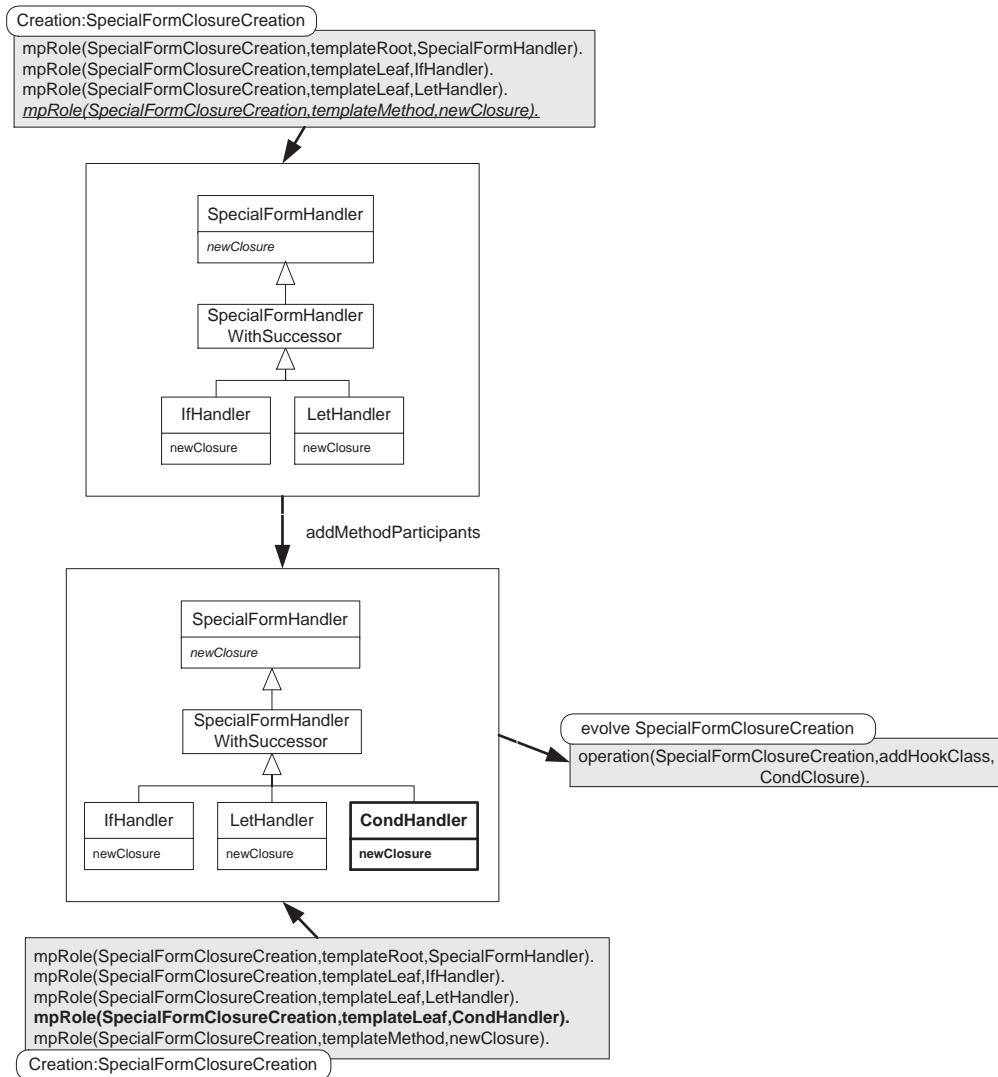 Creation:SpecialFormClosureCreation
mpRole(SpecialFormClosureCreation,templateRoot,SpecialFormHandler).
mpRole(SpecialFormClosureCreation,templateLeaf,IfHandler).
mpRole(SpecialFormClosureCreation,templateLeaf,LetHandler).
mpRole(SpecialFormClosureCreation,templateMethod,newClosure).
SpecialFormHandler
newClosure
SpecialFormHandler
WithSuccessor
IfHandler
newClosure
LetHandler
newClosure
addMethodParticipants
SpecialFormHandler
newClosure
SpecialFormHandler
WithSuccessor
IfHandler
newClosure
LetHandler
newClosure
CondHandler
newClosure
evolve SpecialFormClosureCreation
operation(SpecialFormClosureCreation,addHookClass,
CondClosure).
mpRole(SpecialFormClosureCreation,templateRoot,SpecialFormHandler).
mpRole(SpecialFormClosureCreation,templateLeaf,IfHandler).
mpRole(SpecialFormClosureCreation,templateLeaf,LetHandler).
mpRole(SpecialFormClosureCreation,templateLeaf,CondHandler).
mpRole(SpecialFormClosureCreation,templateMethod,newClosure).
Creation:SpecialFormClosureCreation